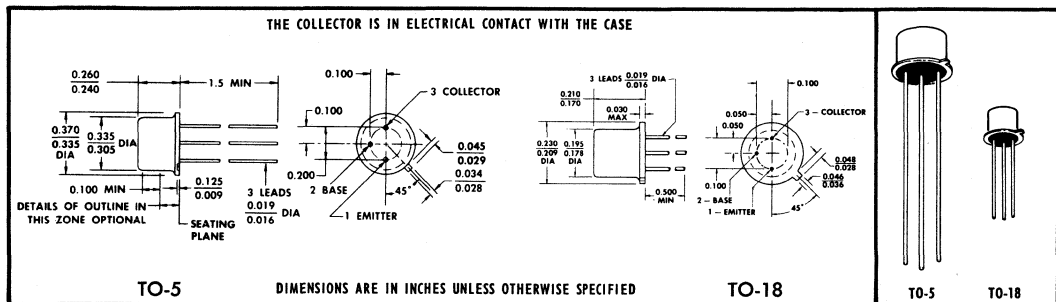 THE COLLECTOR IS IN ELECTRICAL CONTACT WITH THE CASE
0.260
0.240
1.5 MIN
0.370
0.335
DIA
0.335
0.305
DIA
0.100 MIN
0.125
0.009
DETAILS OF OUTLINE IN
THIS ZONE OPTIONAL
SEATING
PLANE
3 LEADS
0.019
0.016
DIA
0.100
0.100
0.200
3 COLLECTOR
2 BASE
1 EMITTER
45°
0.045
0.029
0.034
0.028
3 LEADS 0.019 DIA
0.016
0.210
0.170
0.030
MAX
0.230
0.209
DIA
0.195
0.178
DIA
0.500
MIN
0.100
0.050
0.050
3 – COLLECTOR
0.100
2 – BASE
1 – EMITTER
45°
0.048
0.028
0.046
0.036
TO-5
DIMENSIONS ARE IN INCHES UNLESS OTHERWISE SPECIFIED
TO-18
TO-5
TO-18